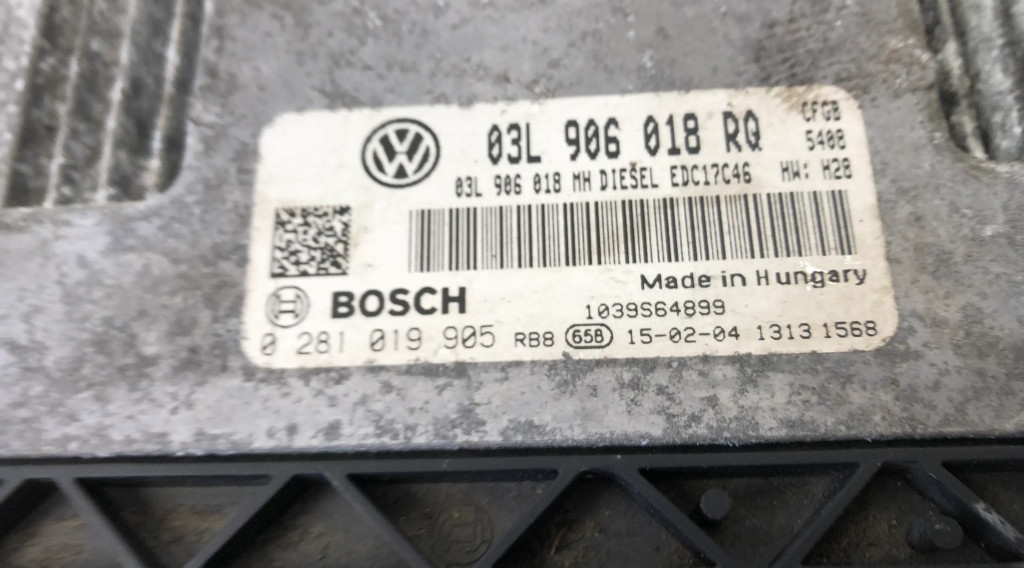 03L 906 018 RQ
CFGB
5408
03L 906 018 MH DIESEL EDC17C46 HW: H28
Made in Hungary
BOSCH
1039S64899
0 281 019 905 RB8 658 15-02-04 1313 1568